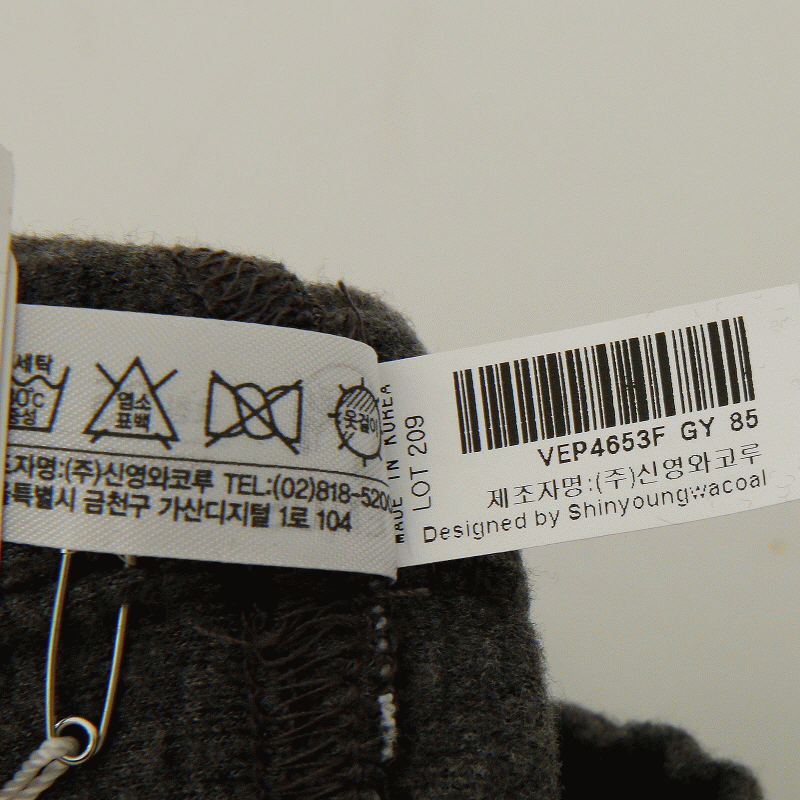 세탁
중성
염소
표백
옷걸이
자명:(주)신영와코루 TEL:(02)818-520
특별시 금천구 가산디지털 1로 104
MADE IN KOREA
LOT 209
VEP4653F GY 85
제조자명:(주)신영와코루
Designed by Shinyoungwacoal